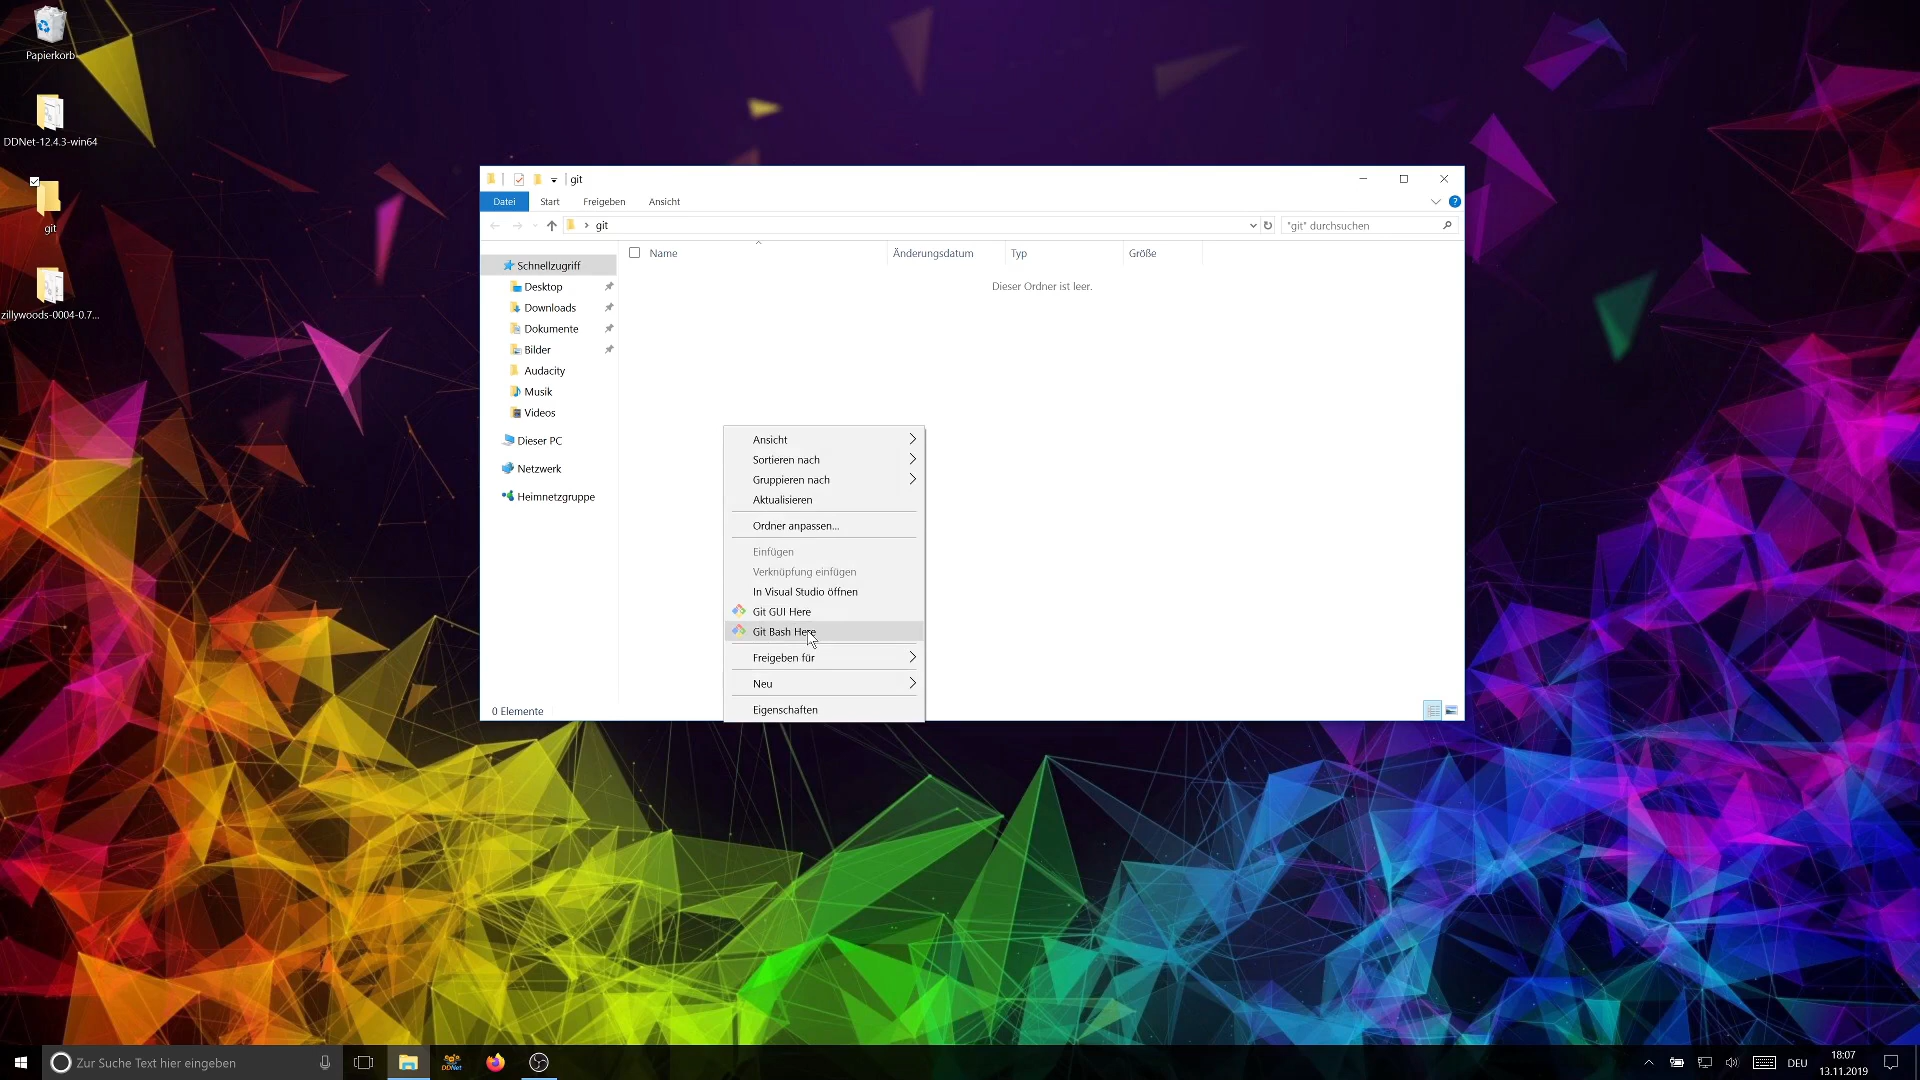 Papierkorb
DDNet-12.4.3-win64
git
zillywoods-0004-0.7...
git
Datei
Start
Freigeben
Ansicht
git
"git" durchsuchen
Name
Änderungsdatum
Typ
Größe
Dieser Ordner ist leer.
Schnellzugriff
Desktop
Downloads
Dokumente
Bilder
Audacity
Musik
Videos
Dieser PC
Netzwerk
Heimnetzgruppe
0 Elemente
Ansicht
Sortieren nach
Gruppieren nach
Aktualisieren
Ordner anpassen...
Einfügen
Verknüpfung einfügen
In Visual Studio öffnen
Git GUI Here
Git Bash Here
Freigeben für
Neu
Eigenschaften
Zur Suche Text hier eingeben
DDNet
DEU
18:07
13.11.2019